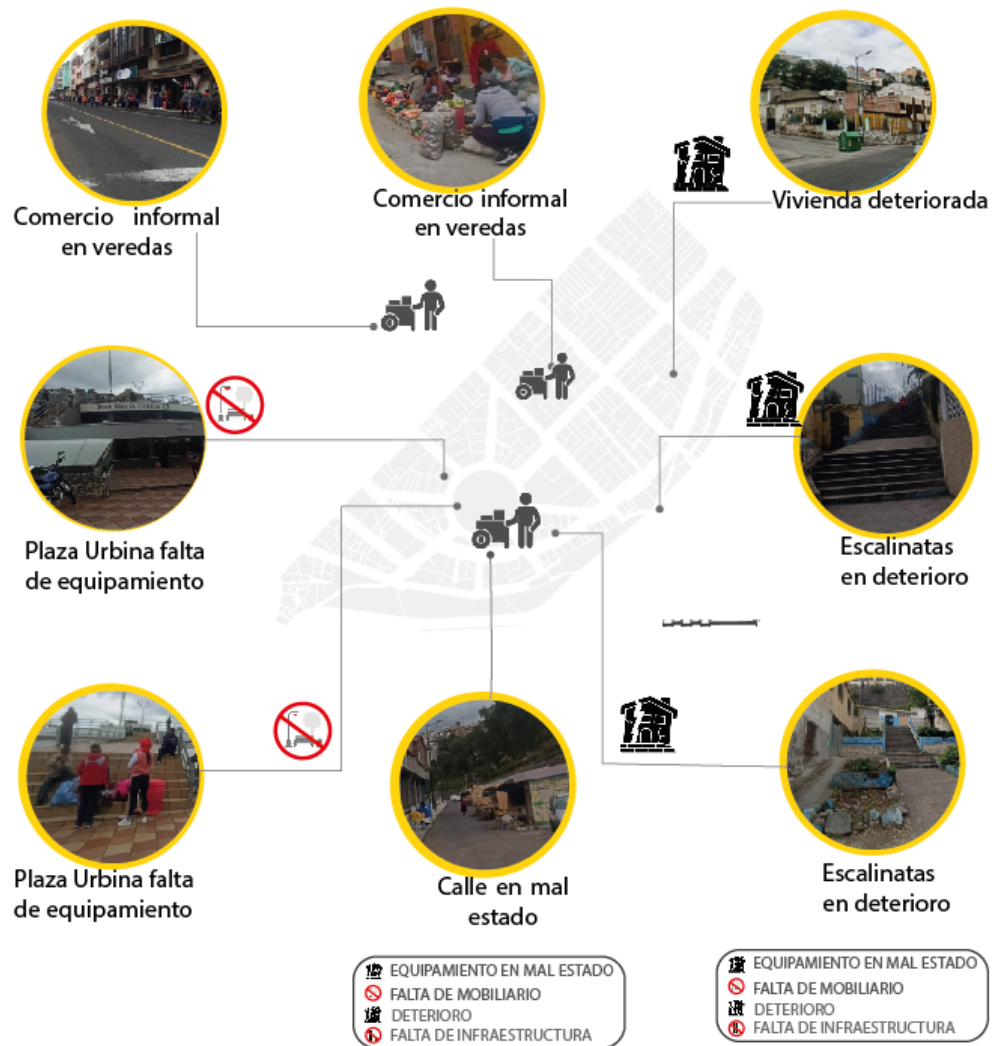 Comercio informal
en veredas
Comercio informal
en veredas
Vivienda deteriorada
Plaza Urbina falta
de equipamiento
Escalinatas
en deterioro
Plaza Urbina falta
de equipamiento
Calle en mal
estado
Escalinatas
en deterioro
EQUIPAMIENTO EN MAL ESTADO
FALTA DE MOBILIARIO
DETERIORO
FALTA DE INFRAESTRUCTURA
EQUIPAMIENTO EN MAL ESTADO
FALTA DE MOBILIARIO
DETERIORO
FALTA DE INFRAESTRUCTURA